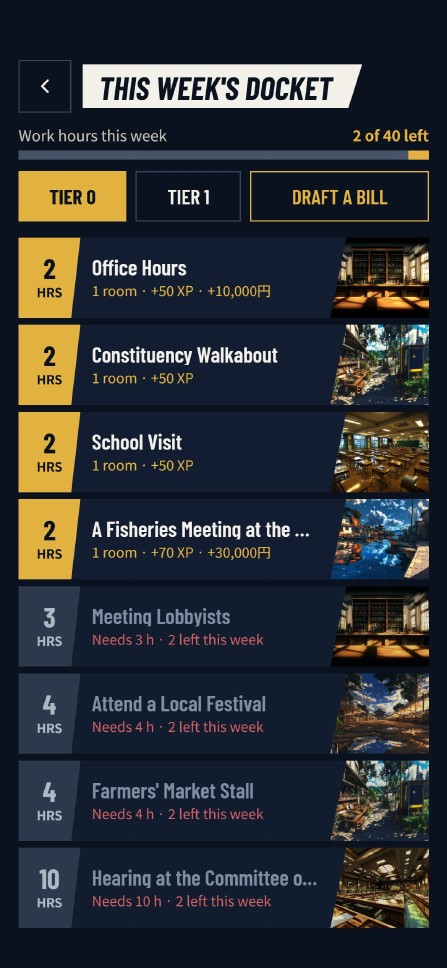 THIS WEEK'S DOCKET
Work hours this week 2 of 40 left
TIER 0 TIER 1 DRAFT A BILL
2 HRS
Office Hours
1 room · +50 XP · +10,000円
2 HRS
Constituency Walkabout
1 room · +50 XP
2 HRS
School Visit
1 room · +50 XP
2 HRS
A Fisheries Meeting at the ...
1 room · +70 XP · +30,000円
3 HRS
Meeting Lobbyists
Needs 3 h · 2 left this week
4 HRS
Attend a Local Festival
Needs 4 h · 2 left this week
4 HRS
Farmers' Market Stall
Needs 4 h · 2 left this week
10 HRS
Hearing at the Committee o...
Needs 10 h · 2 left this week